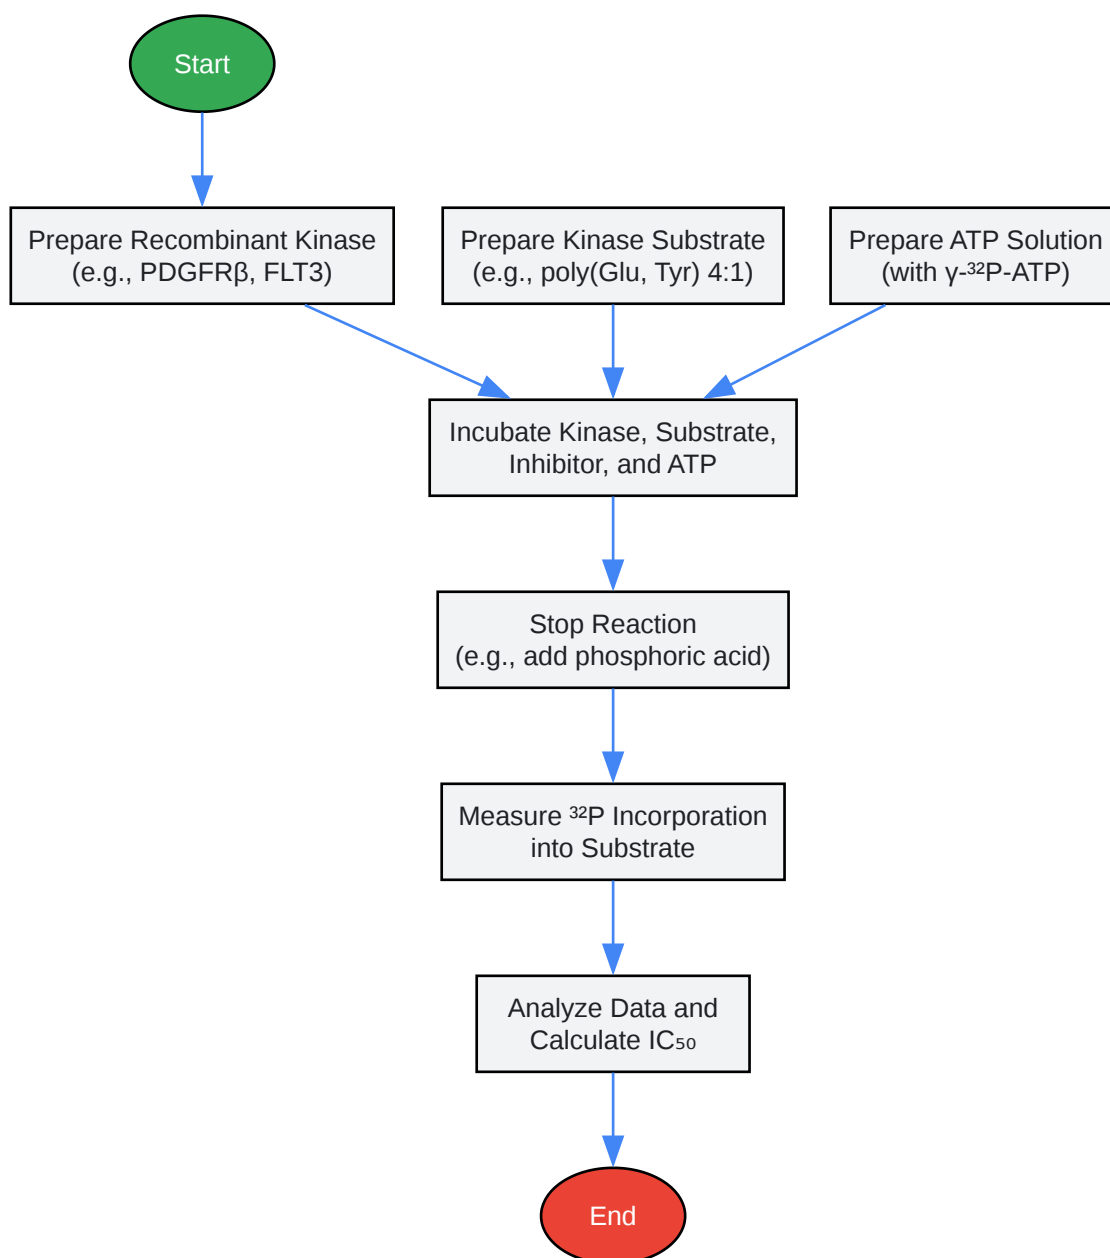 Start
Prepare Recombinant Kinase
(e.g., PDGFRβ, FLT3)
Prepare Kinase Substrate
(e.g., poly(Glu, Tyr) 4:1)
Prepare ATP Solution
(with γ-³²P-ATP)
Incubate Kinase, Substrate,
Inhibitor, and ATP
Stop Reaction
(e.g., add phosphoric acid)
Measure ³²P Incorporation
into Substrate
Analyze Data and
Calculate IC₅₀
End